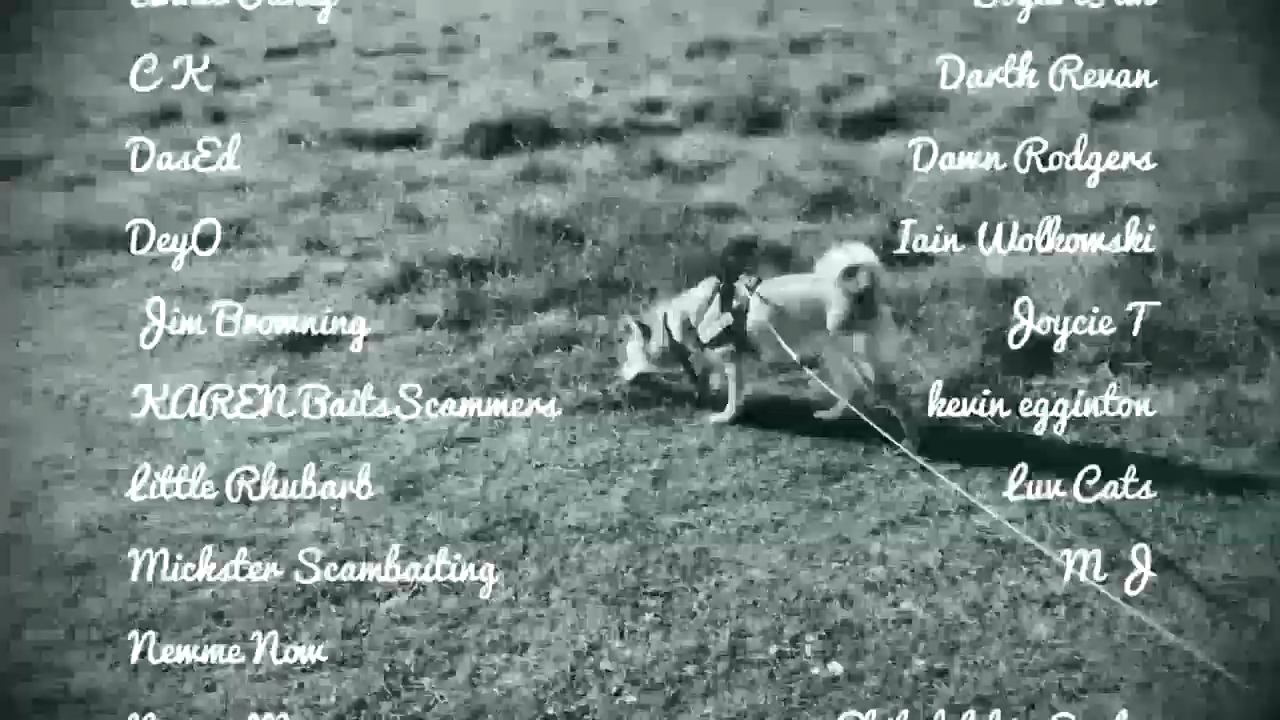 C K
Darth Revan
DasEd
Dawn Rodgers
DeyO
Iain Wolkowski
Jim Browning
Joycie T
KAREN BaitsScammers
kevin egginton
Little Rhubarb
Luv Cats
Mickster Scambaiting
M J
Newme Now